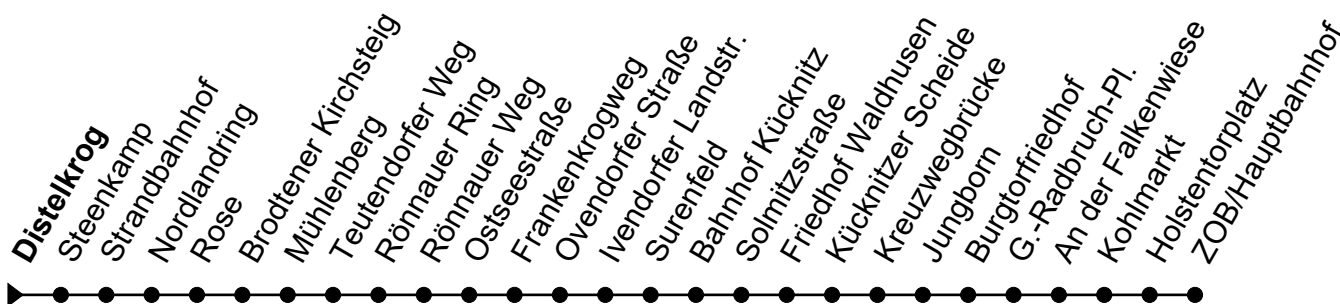 Distelkrog
Steenkamp
Strandbahnhof
Nordlandring
Rose
Brodtener Kirchsteig
Mühlenberg
Teutendorfer Weg
Rönnauer Ring
Rönnauer Weg
Ostseestraße
Frankenkrogweg
Ovendorfer Straße
Ivendorfer Landstr.
Surenfeld
Bahnhof Kücknitz
Solmitzstraße
Friedhof Waldhusen
Kücknitzer Scheide
Kreuzwegbrücke
Jungborn
Burgtorfriedhof
G.-Radbruch-Pl.
An der Falkenwiese
Kohlmarkt
Holstentorplatz
ZOB/Hauptbahnhof